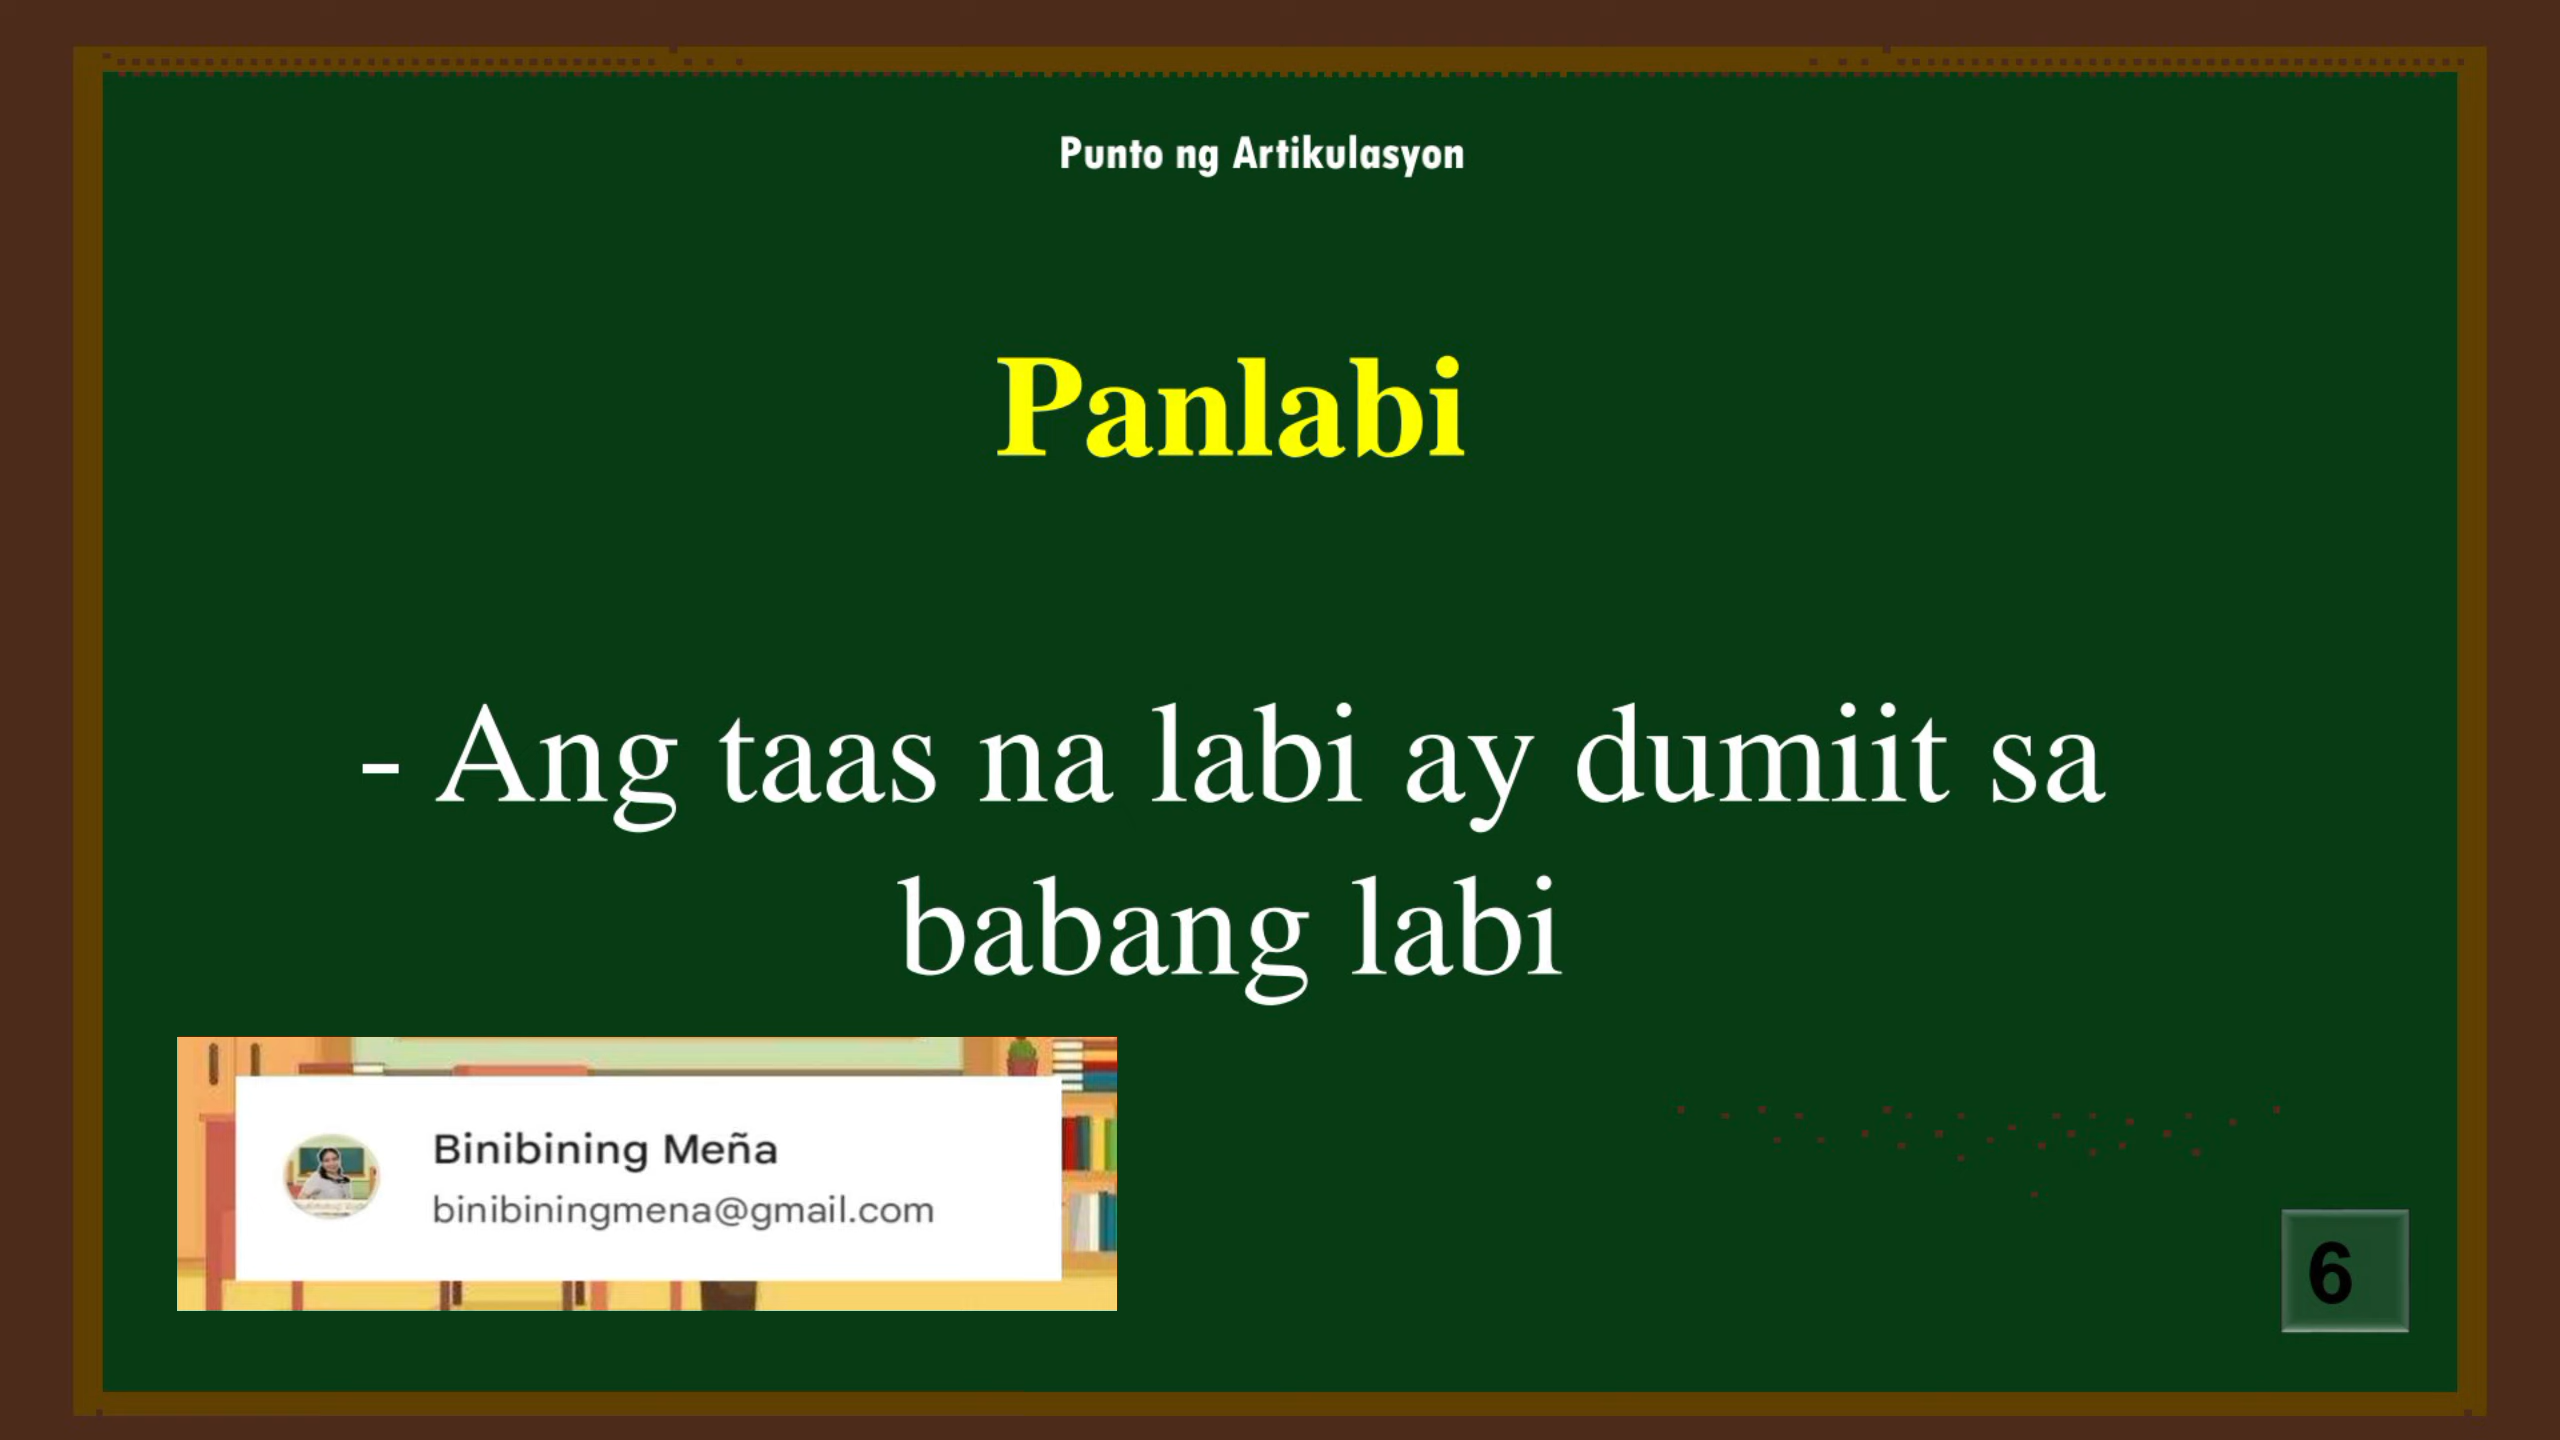 Punto ng Artikulasyon
Panlabi
- Ang taas na labi ay dumiit sa
babang labi
Binibining Meña
binibiningmena@gmail.com
6